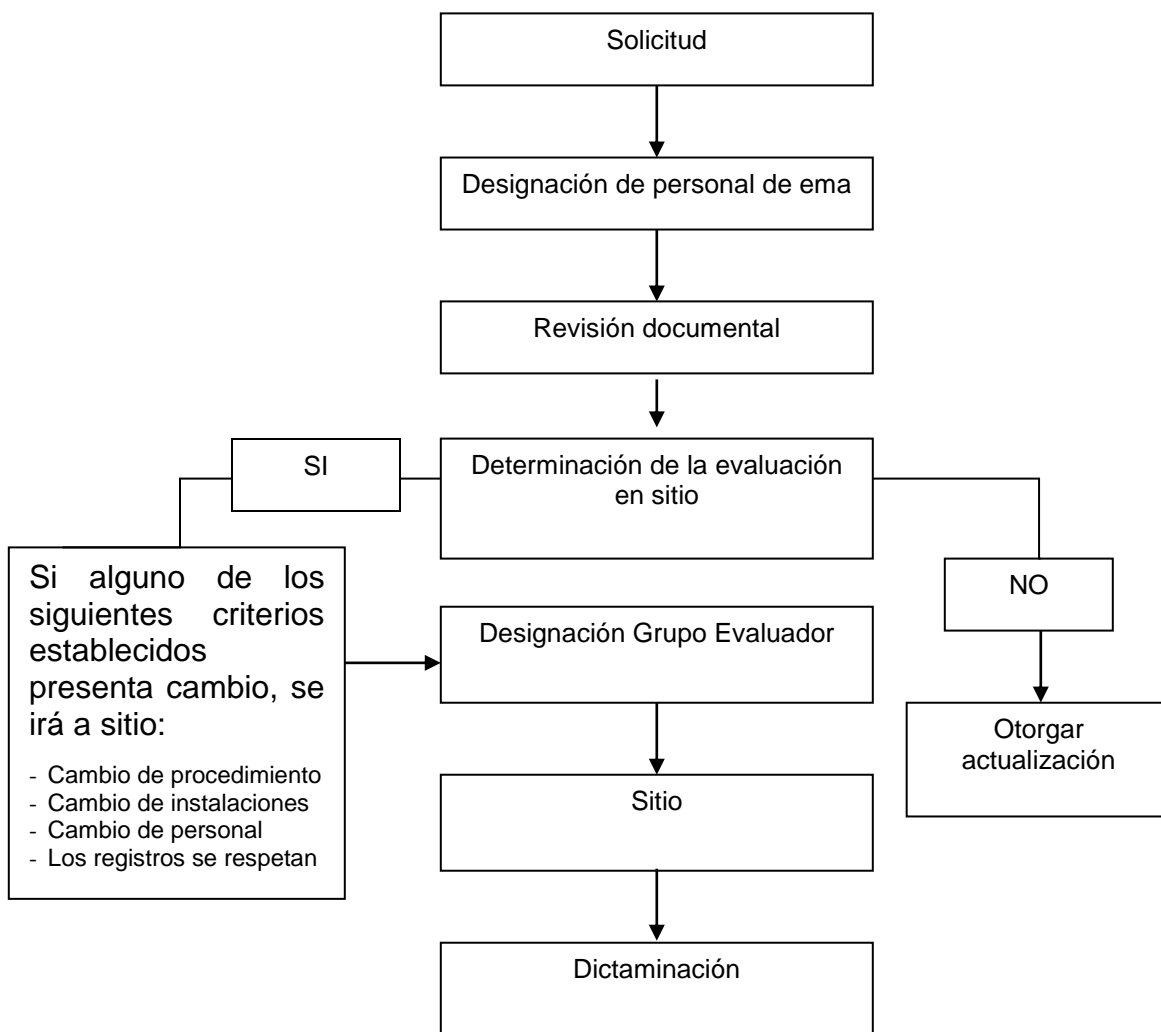 Solicitud
Designación de personal de ema
Revisión documental
SI
Determinación de la evaluación
en sitio
Si alguno de los
siguientes criterios
establecidos
presenta cambio, se
irá a sitio:
- Cambio de procedimiento
- Cambio de instalaciones
- Cambio de personal
- Los registros se respetan
NO
Designación Grupo Evaluador
Otorgar
actualización
Sitio
Dictaminación